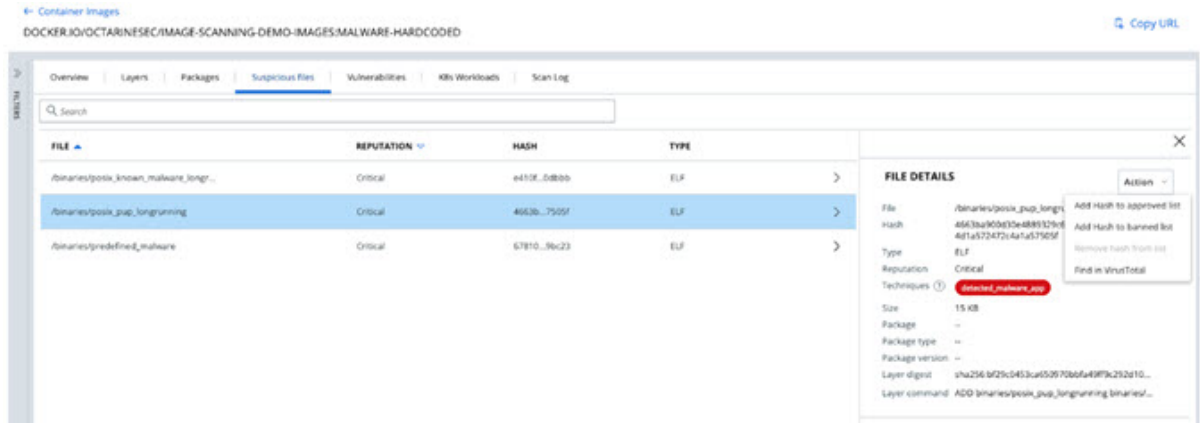 ← Container Images
DOCKER.IO/OCTARINESEC/IMAGE-SCANNING-DEMO-IMAGES:MALWARE-HARDCODED
Copy URL
FILTERS
Overview Layers Packages Suspicious files Vulnerabilities K8s Workloads Scan Log
Search
FILE REPUTATION HASH TYPE
/binaries/posix_known_malware_longr... Critical e410f...0dbbb ELF
/binaries/posix_pup_longrunning Critical 4663b...7505f ELF
/binaries/predefined_malware Critical 67810...9bc23 ELF
FILE DETAILS
Action
Add Hash to approved list
Add Hash to banned list
Remove hash from list
Find in VirusTotal
File /binaries/posix_pup_longru
Hash
4d1a572472c4a1a57505f
Type ELF
Reputation Critical
Techniques detected_malware_app
Size 15 KB
Package --
Package type --
Package version --
Layer digest
Layer command ADD binaries/posix_pup_longrunning binaries/...